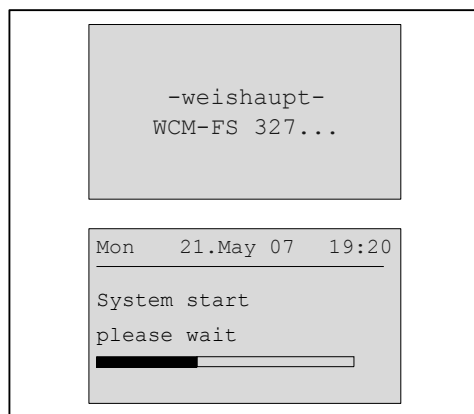 -weishaupt-
WCM-FS 327...
Mon 21.May 07 19:20
System start
please wait